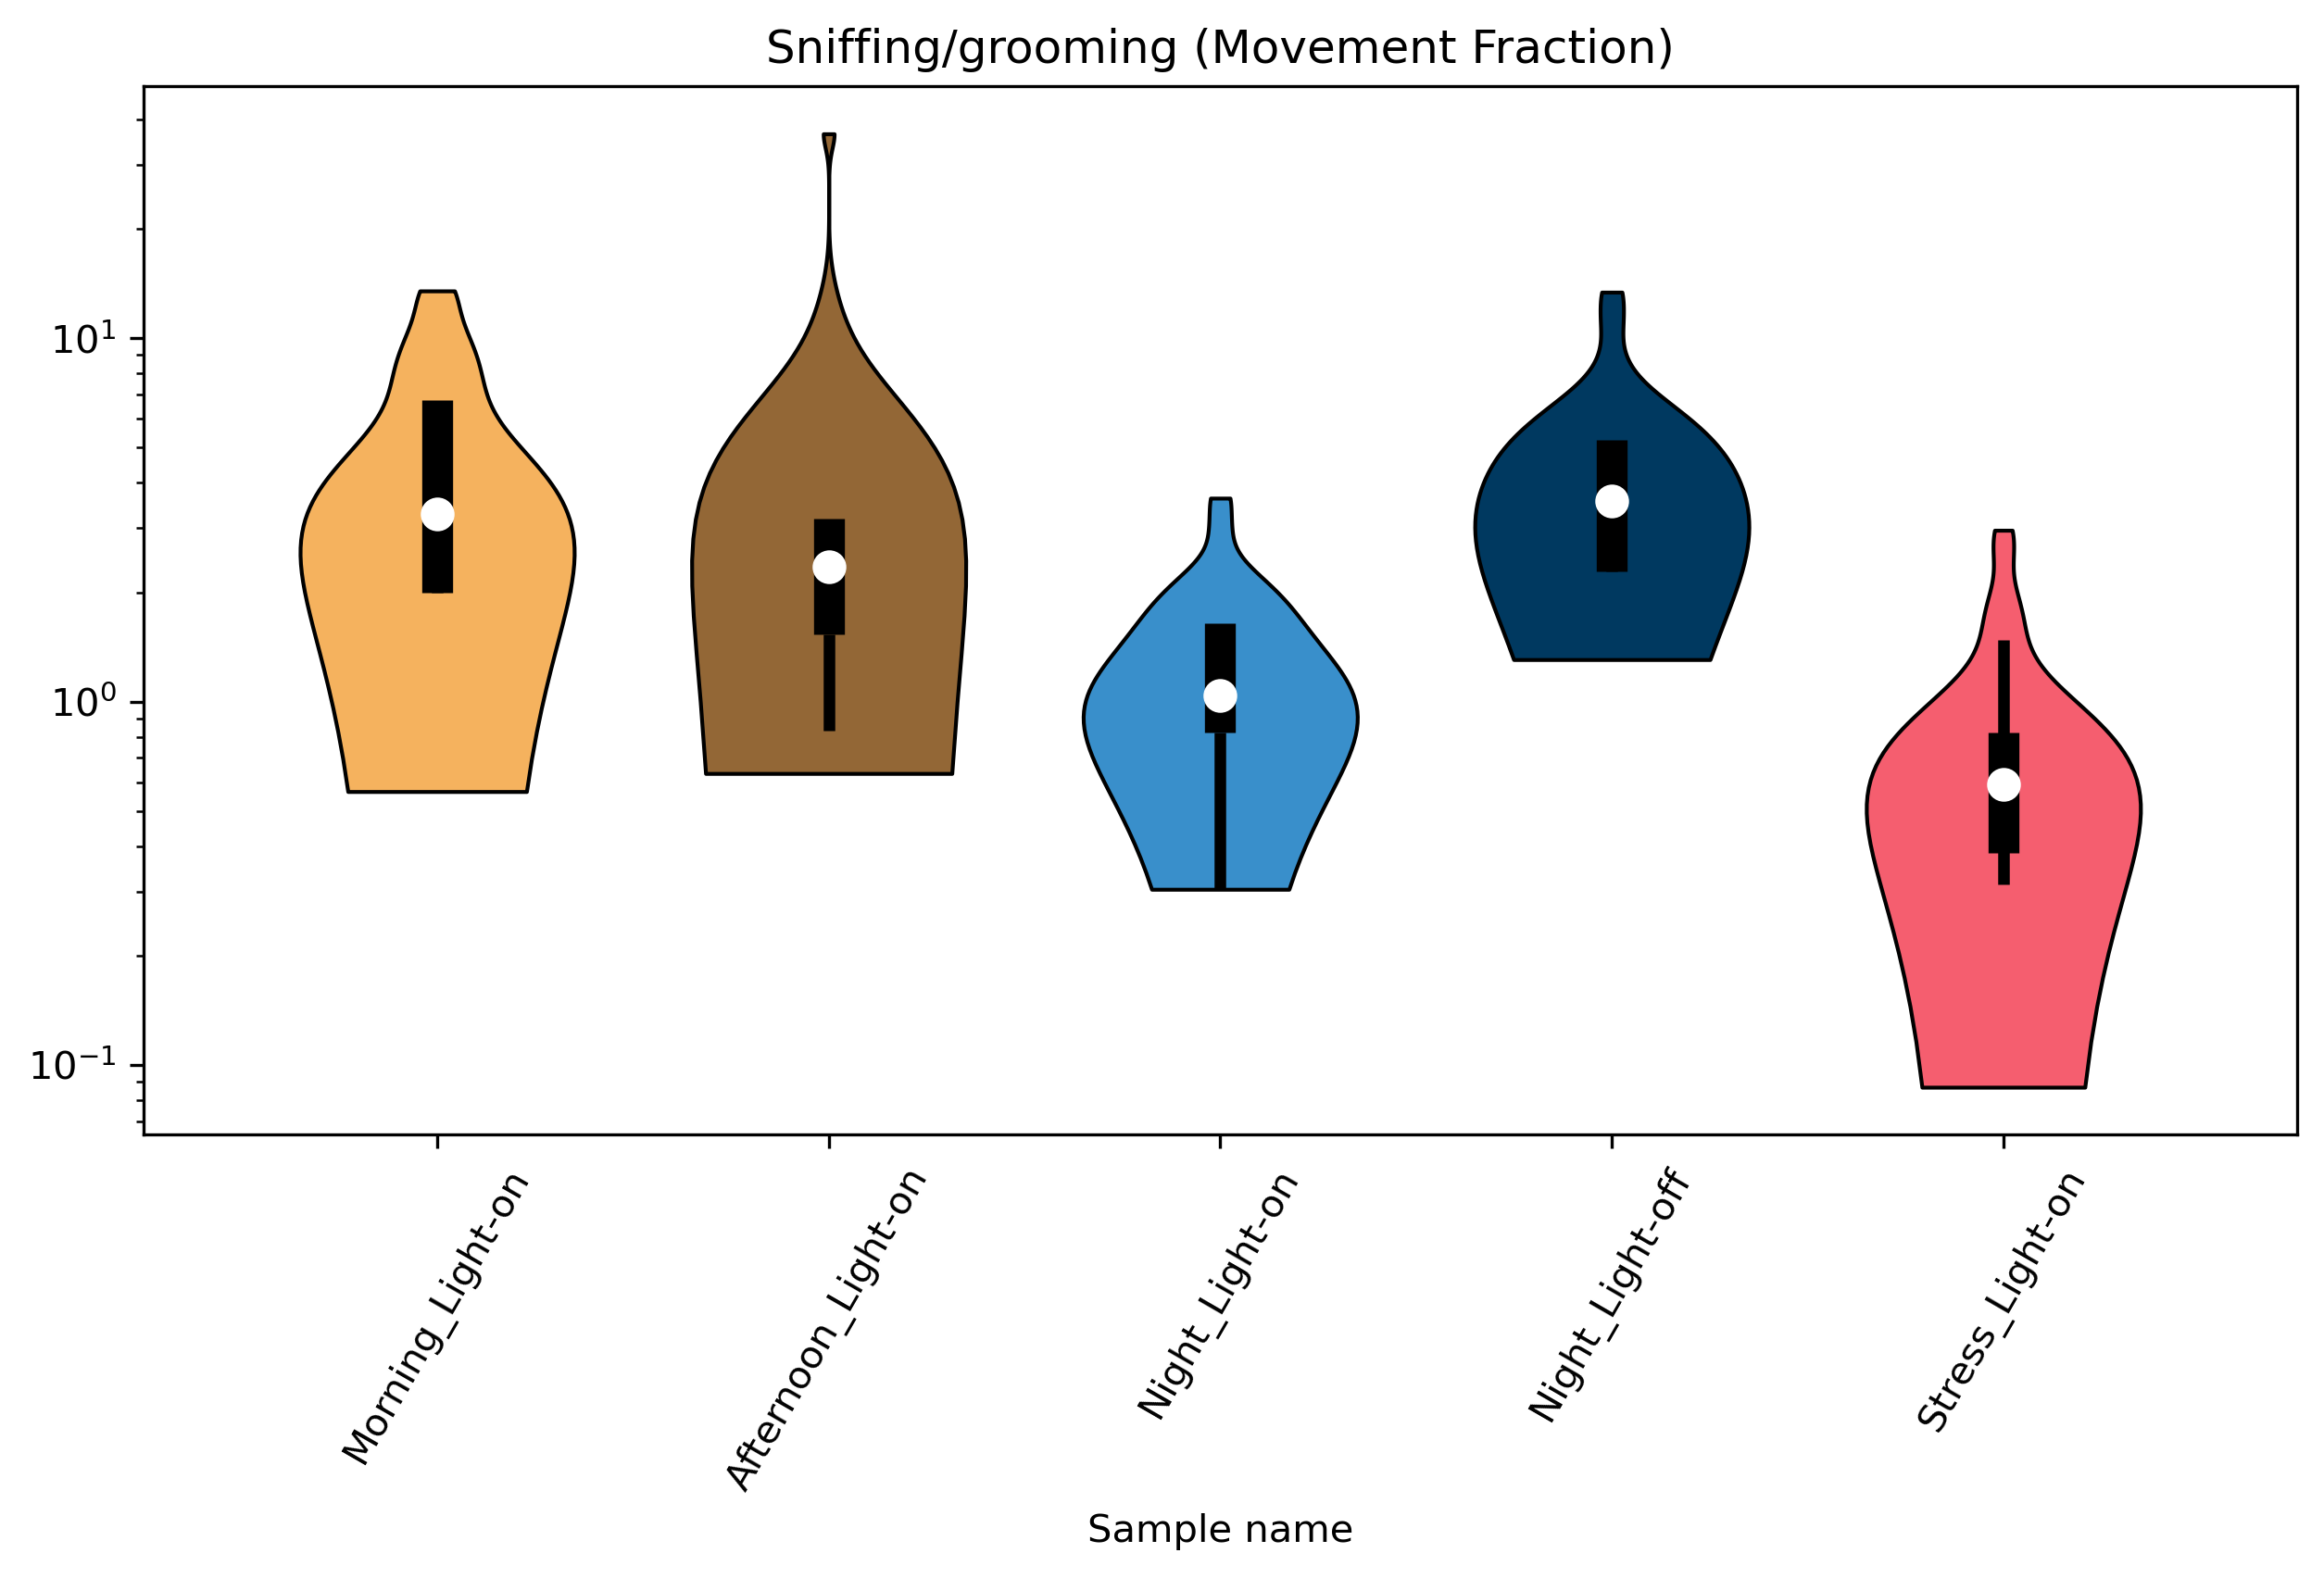 Sniffing/grooming (Movement Fraction)
10¹
10⁰
10⁻¹
Morning_Light-on
Afternoon_Light-on
Night_Light-on
Night_Light-off
Stress_Light-on
Sample name